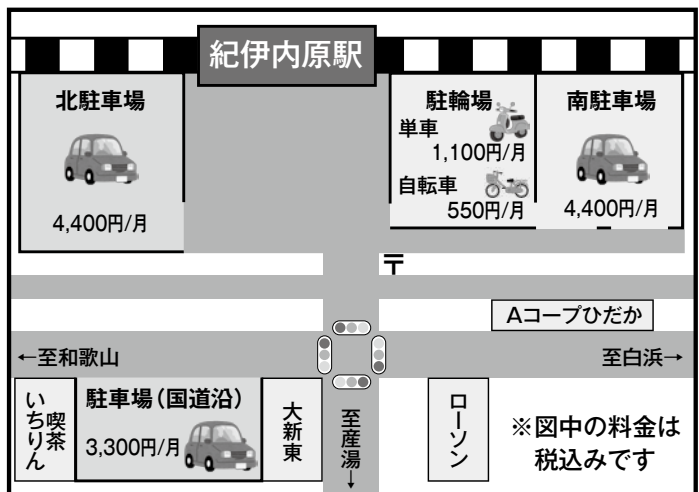 紀伊内原駅
北駐車場
4,400円/月
駐輪場
単車
1,100円/月
自転車
550円/月
南駐車場
4,400円/月
〒
Aコープひだか
←至和歌山
至白浜→
喫茶
いちりん
駐車場(国道沿)
3,300円/月
大新東
至産湯→
ローソン
※図中の料金は
税込みです